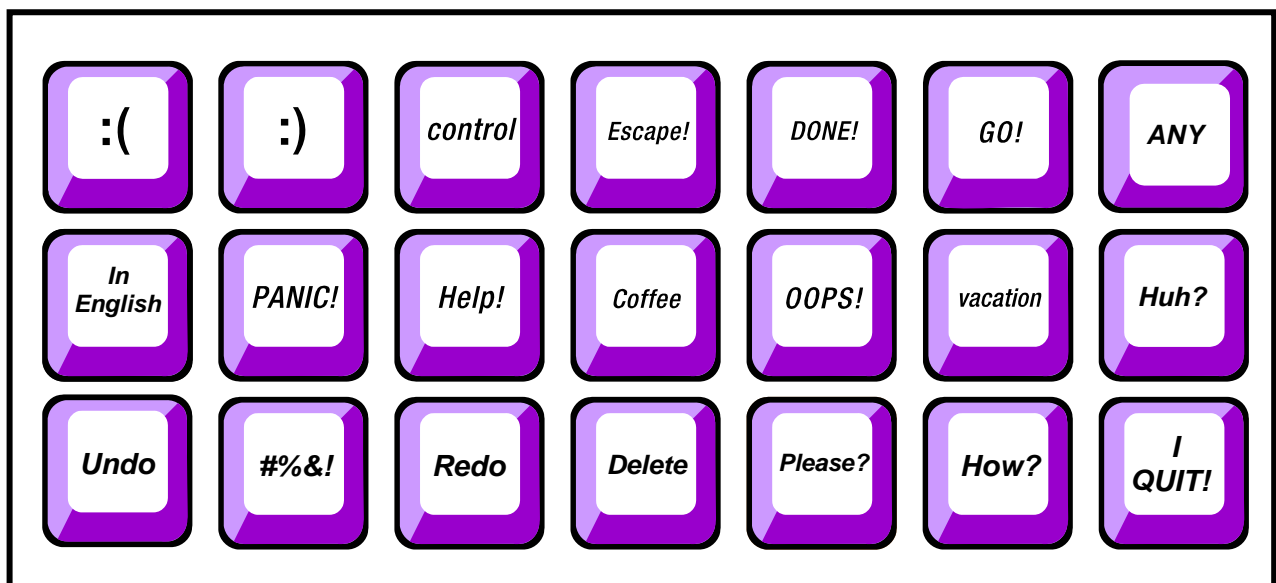 :( :) control Escape! DONE! GO! ANY
In
English PANIC! Help! Coffee OOPS! vacation Huh?
Undo #%&! Redo Delete Please? How? I
QUIT!